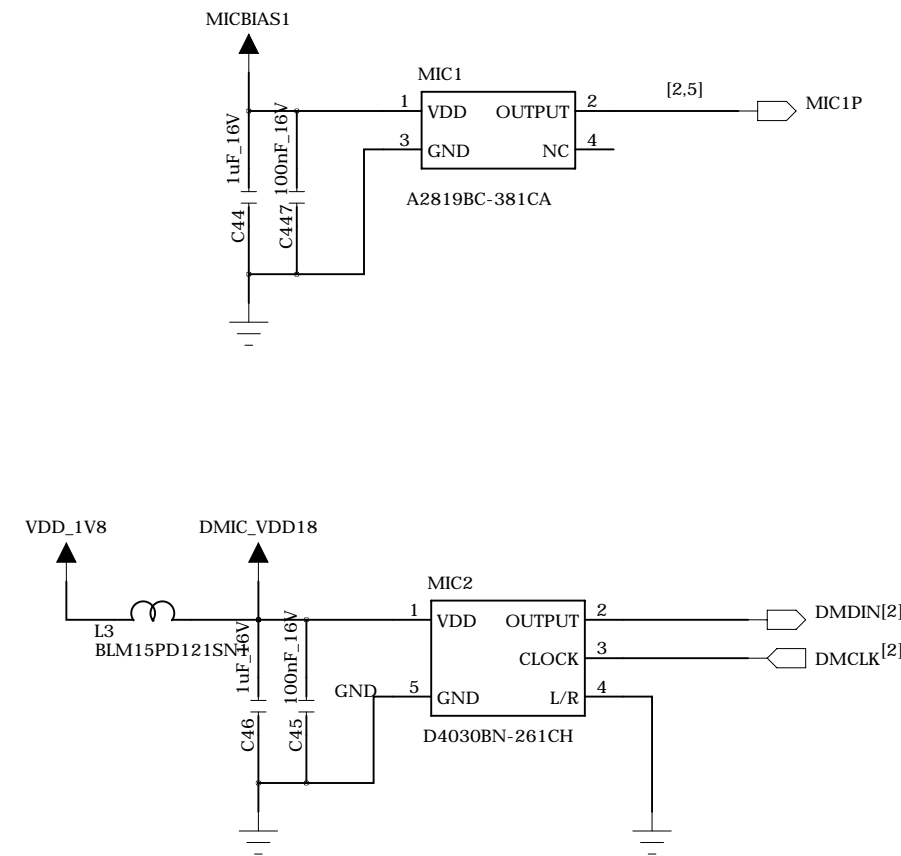 MICBIAS1
MIC1
1 VDD OUTPUT 2
[2,5]
MIC1P
3 GND NC 4
A2819BC-381CA
1uF_16V
C44
100nF_16V
C447
VDD_1V8
DMIC_VDD18
MIC2
1 VDD OUTPUT 2
DMDIN[2]
L3
BLM15PD121SN1
CLOCK 3
DMCLK[2]
GND 5 GND L/R 4
D4030BN-261CH
1uF_16V
C46
100nF_16V
C45